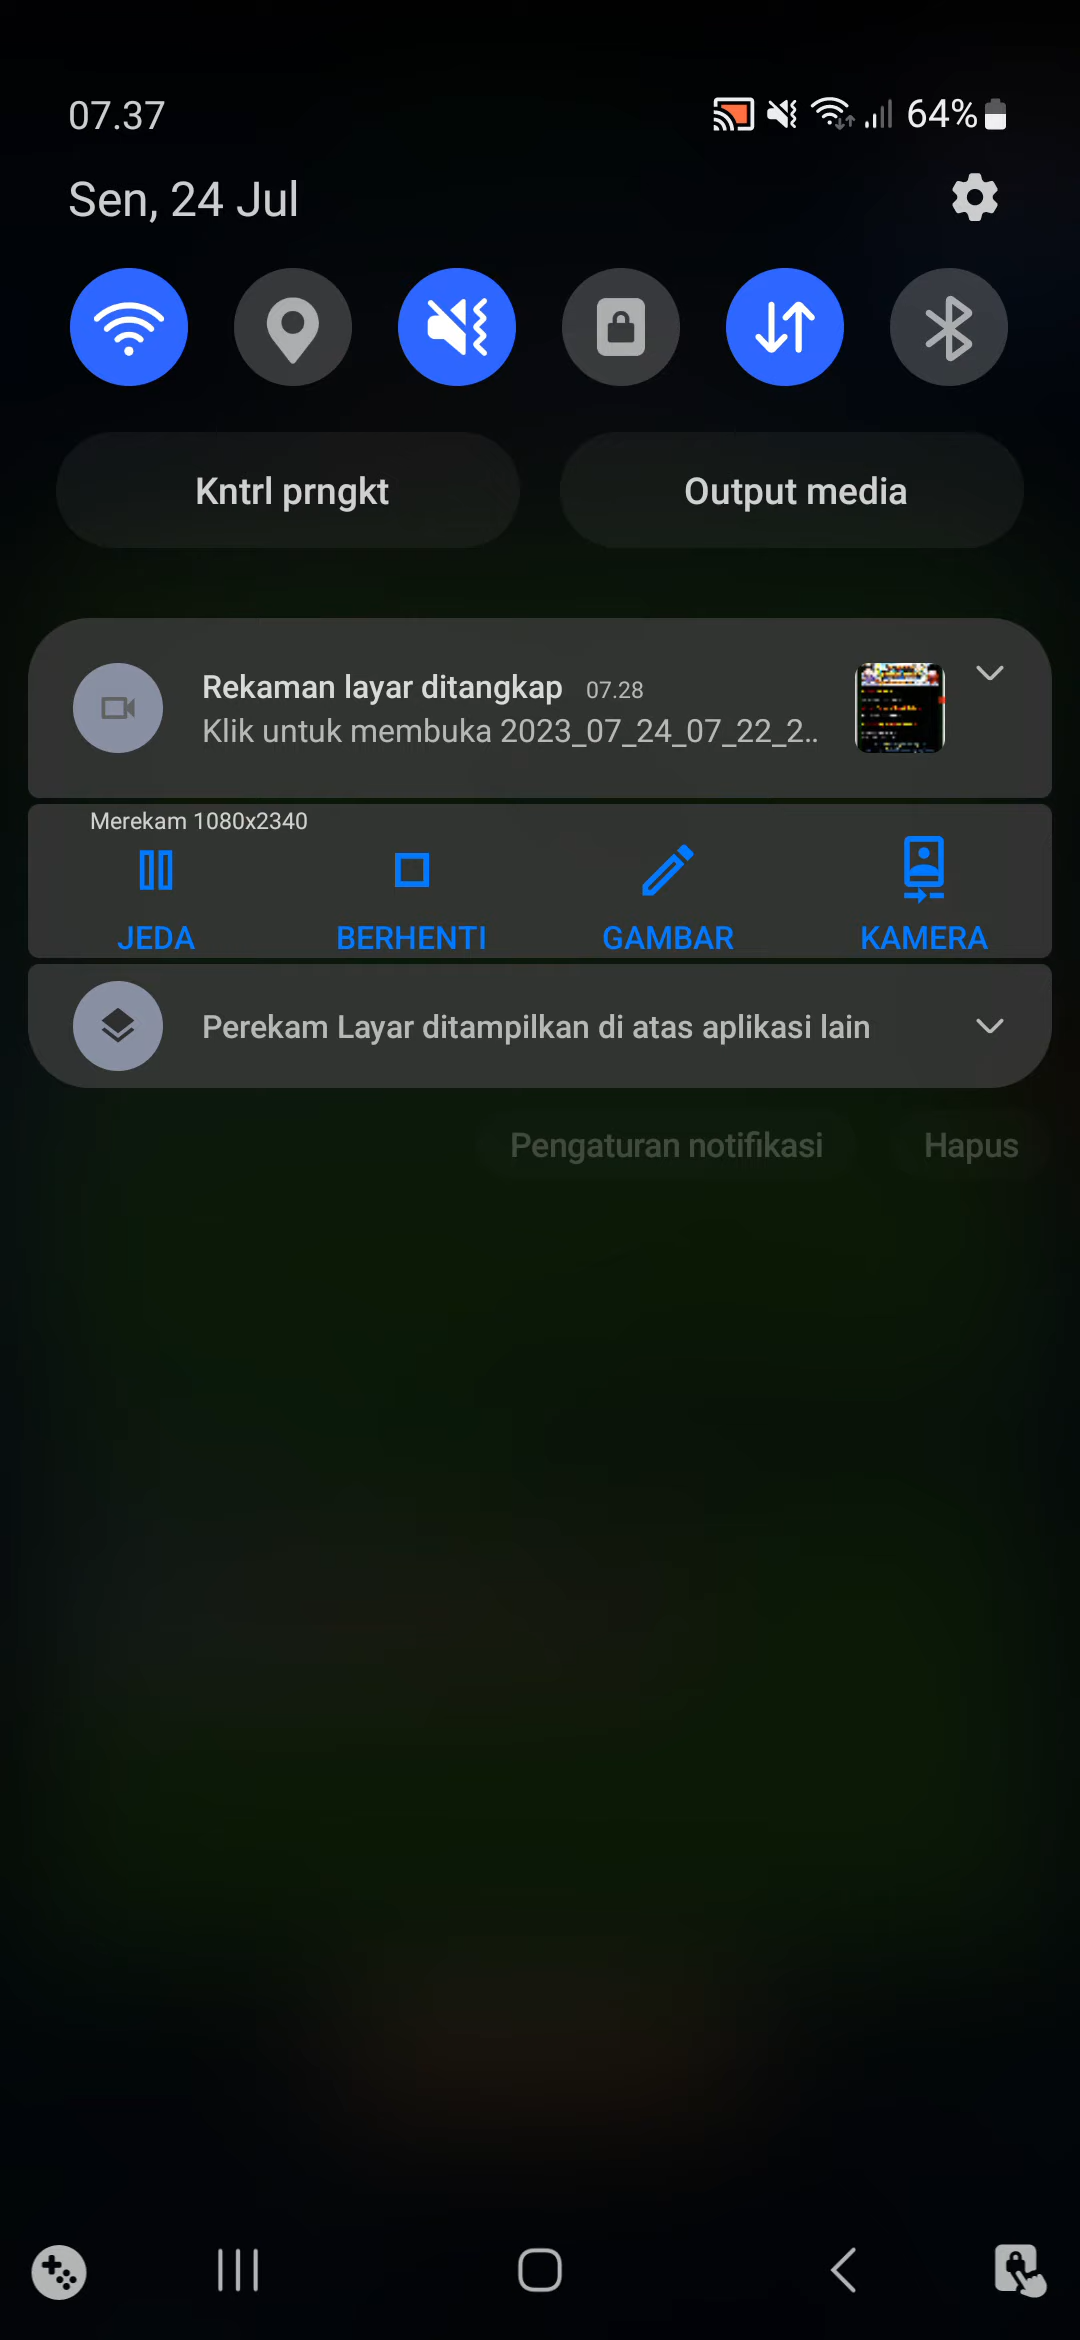 07.37
64%
Sen, 24 Jul
Kntrl prngkt
Output media
Rekaman layar ditangkap 07.28
Klik untuk membuka 2023_07_24_07_22_2..
Merekam 1080x2340
JEDA
BERHENTI
GAMBAR
KAMERA
Perekam Layar ditampilkan di atas aplikasi lain
Pengaturan notifikasi
Hapus